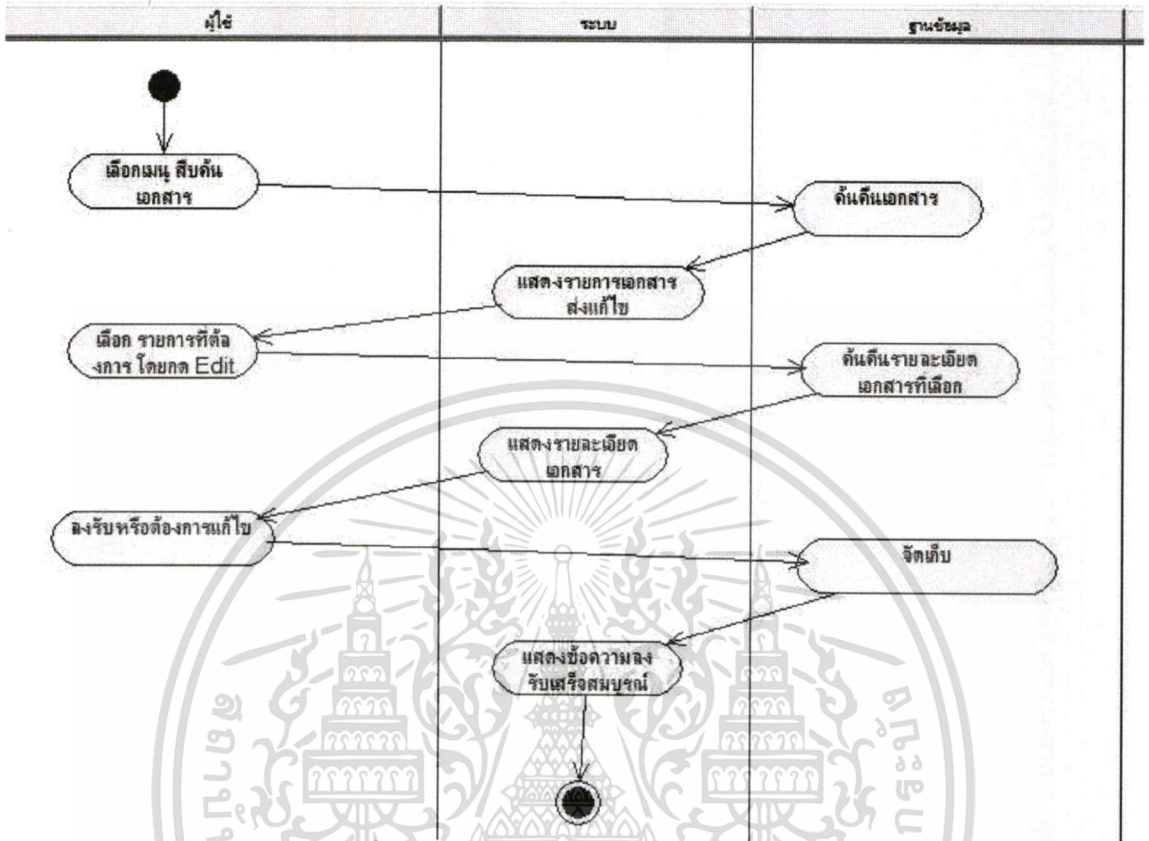 ผู้ใช้
ระบบ
ฐานข้อมูล
เลือกเมนู สืบค้น
เอกสาร
ค้นคืนเอกสาร
แสดงรายการเอกสาร
ส่งแก้ไข
เลือก รายการที่ต้อ
งการ โดยกด Edit
ค้นคืนรายละเอียด
เอกสารที่เลือก
แสดงรายละเอียด
เอกสาร
ลงรับหรือต้องการแก้ไข
จัดเก็บ
แสดงข้อความลง
รับเสร็จสมบูรณ์